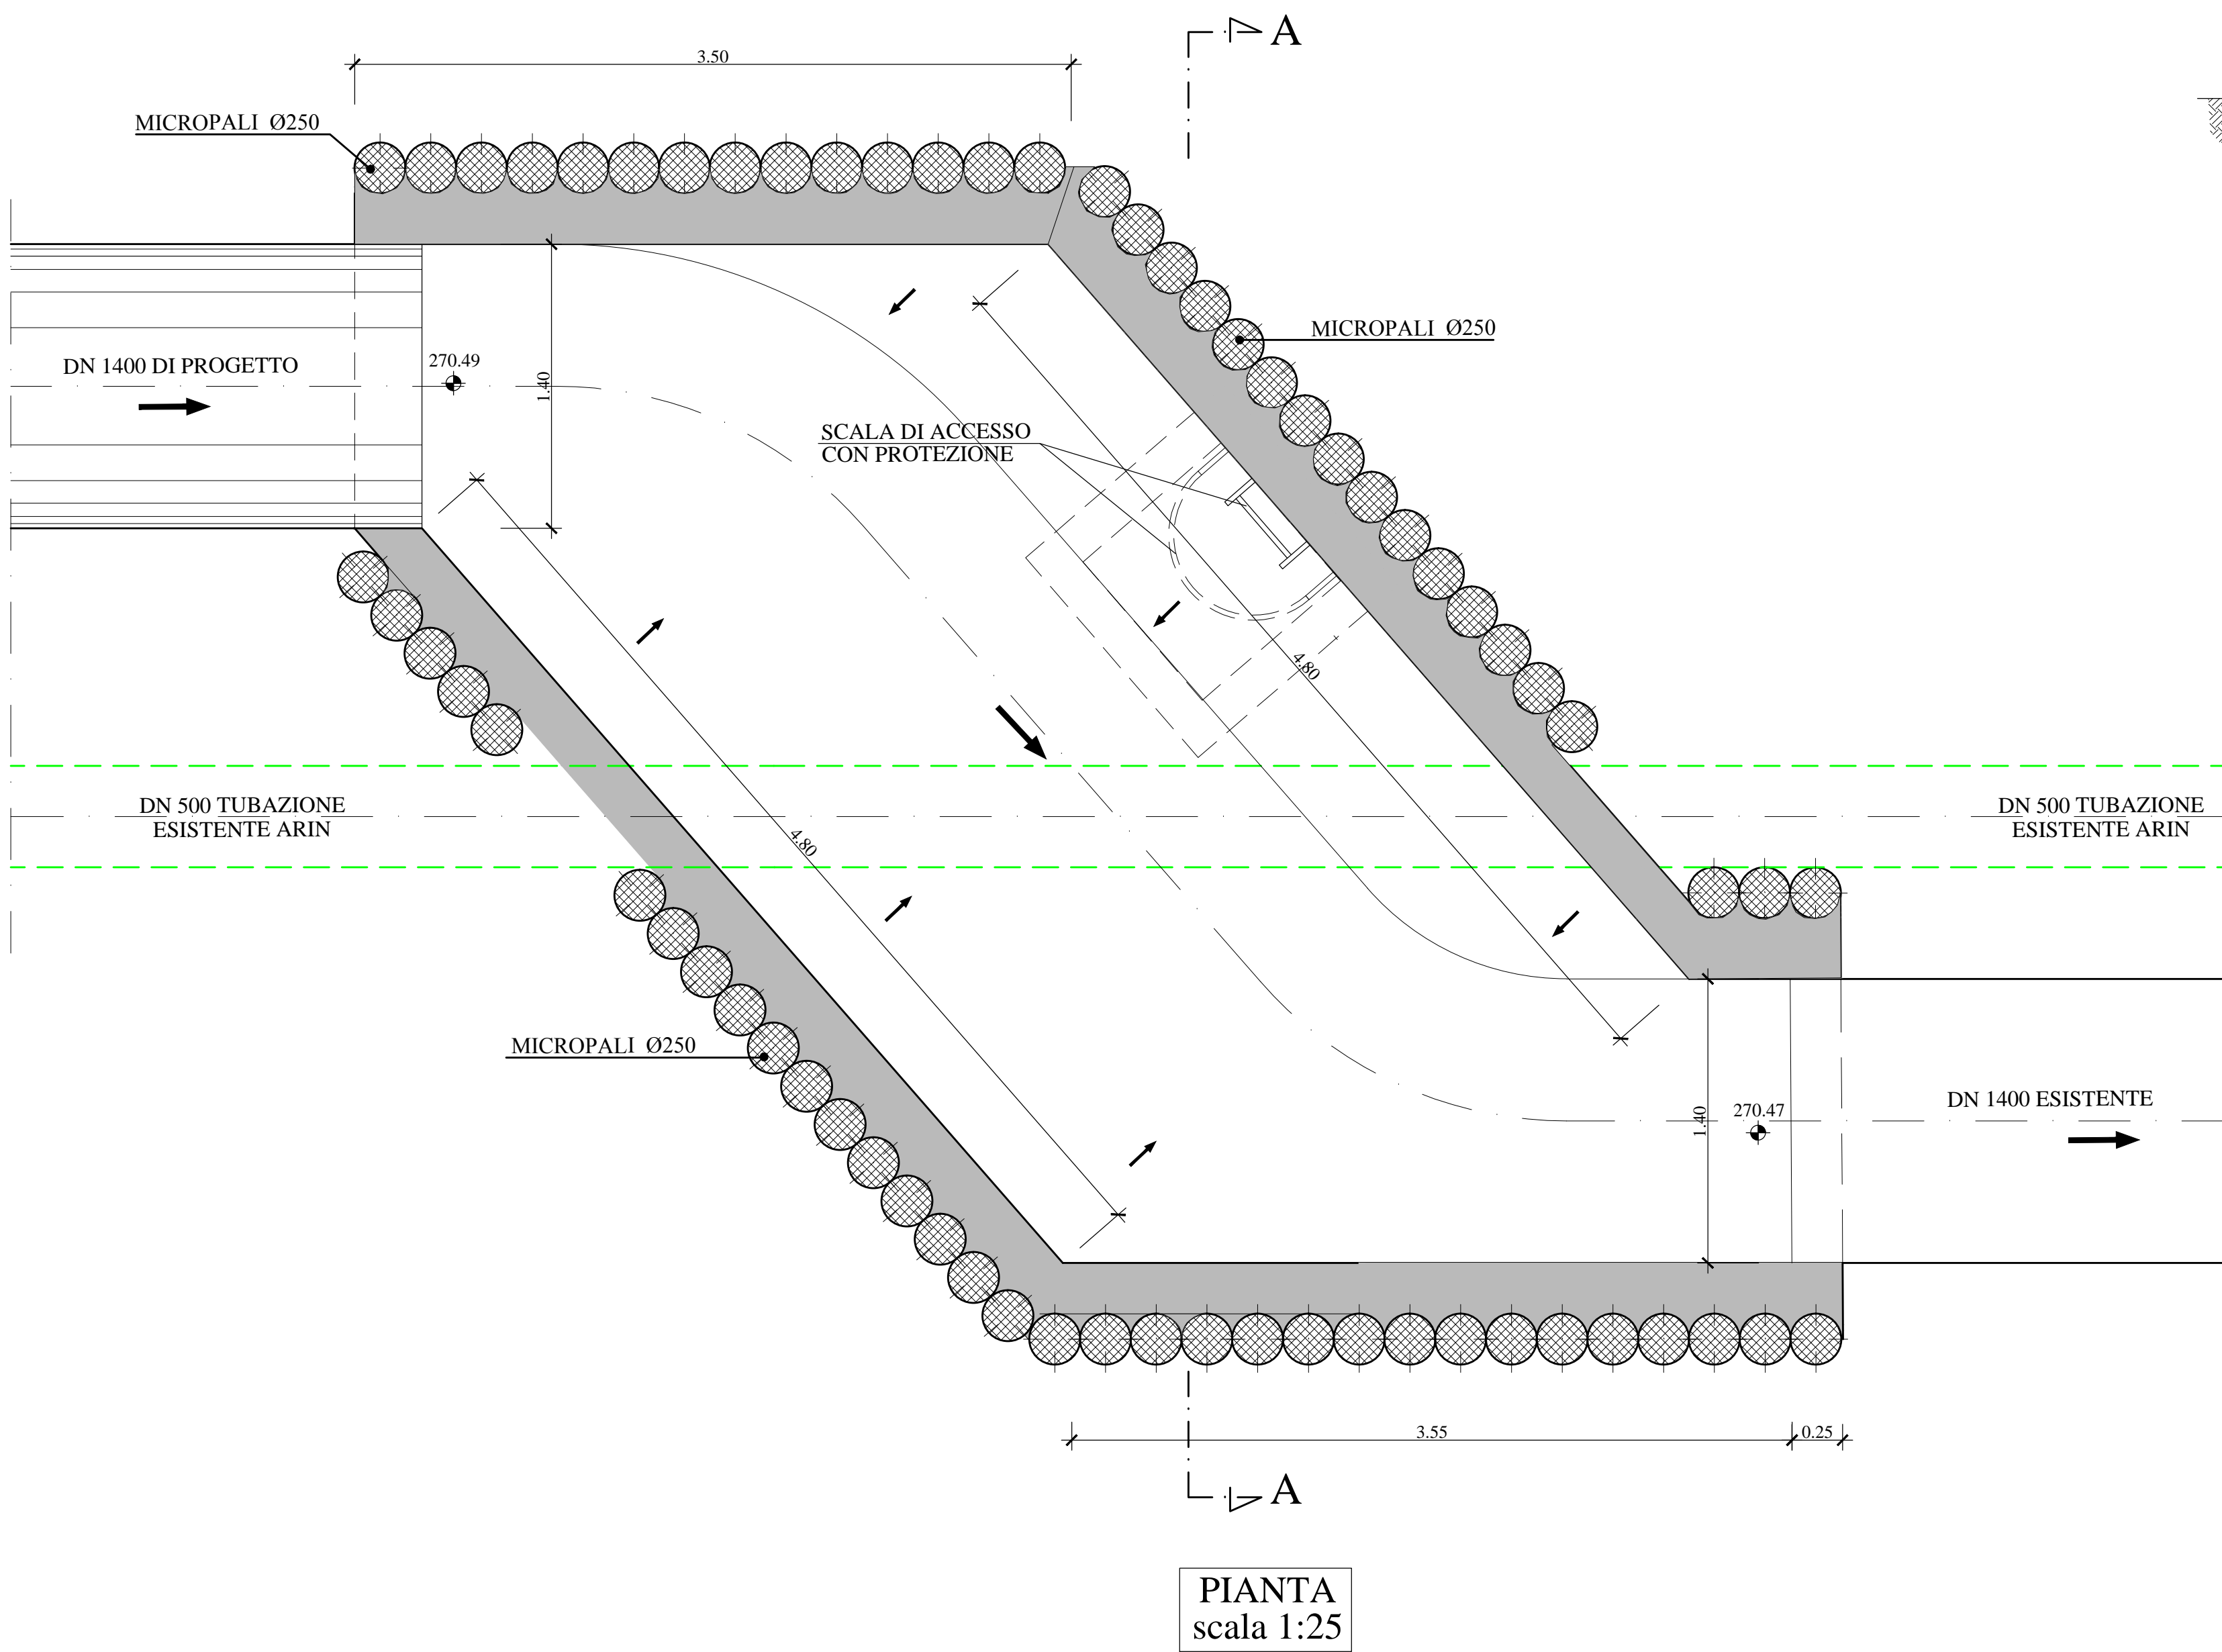 A
3.50
MICROPALI Ø250
MICROPALI Ø250
270.49
DN 1400 DI PROGETTO
1.40
SCALA DI ACCESSO
CON PROTEZIONE
4.80
DN 500 TUBAZIONE
ESISTENTE ARIN
4.80
DN 500 TUBAZIONE
ESISTENTE ARIN
MICROPALI Ø250
1.40
270.47
DN 1400 ESISTENTE
3.55
0.25
A
PIANTA
scala 1:25